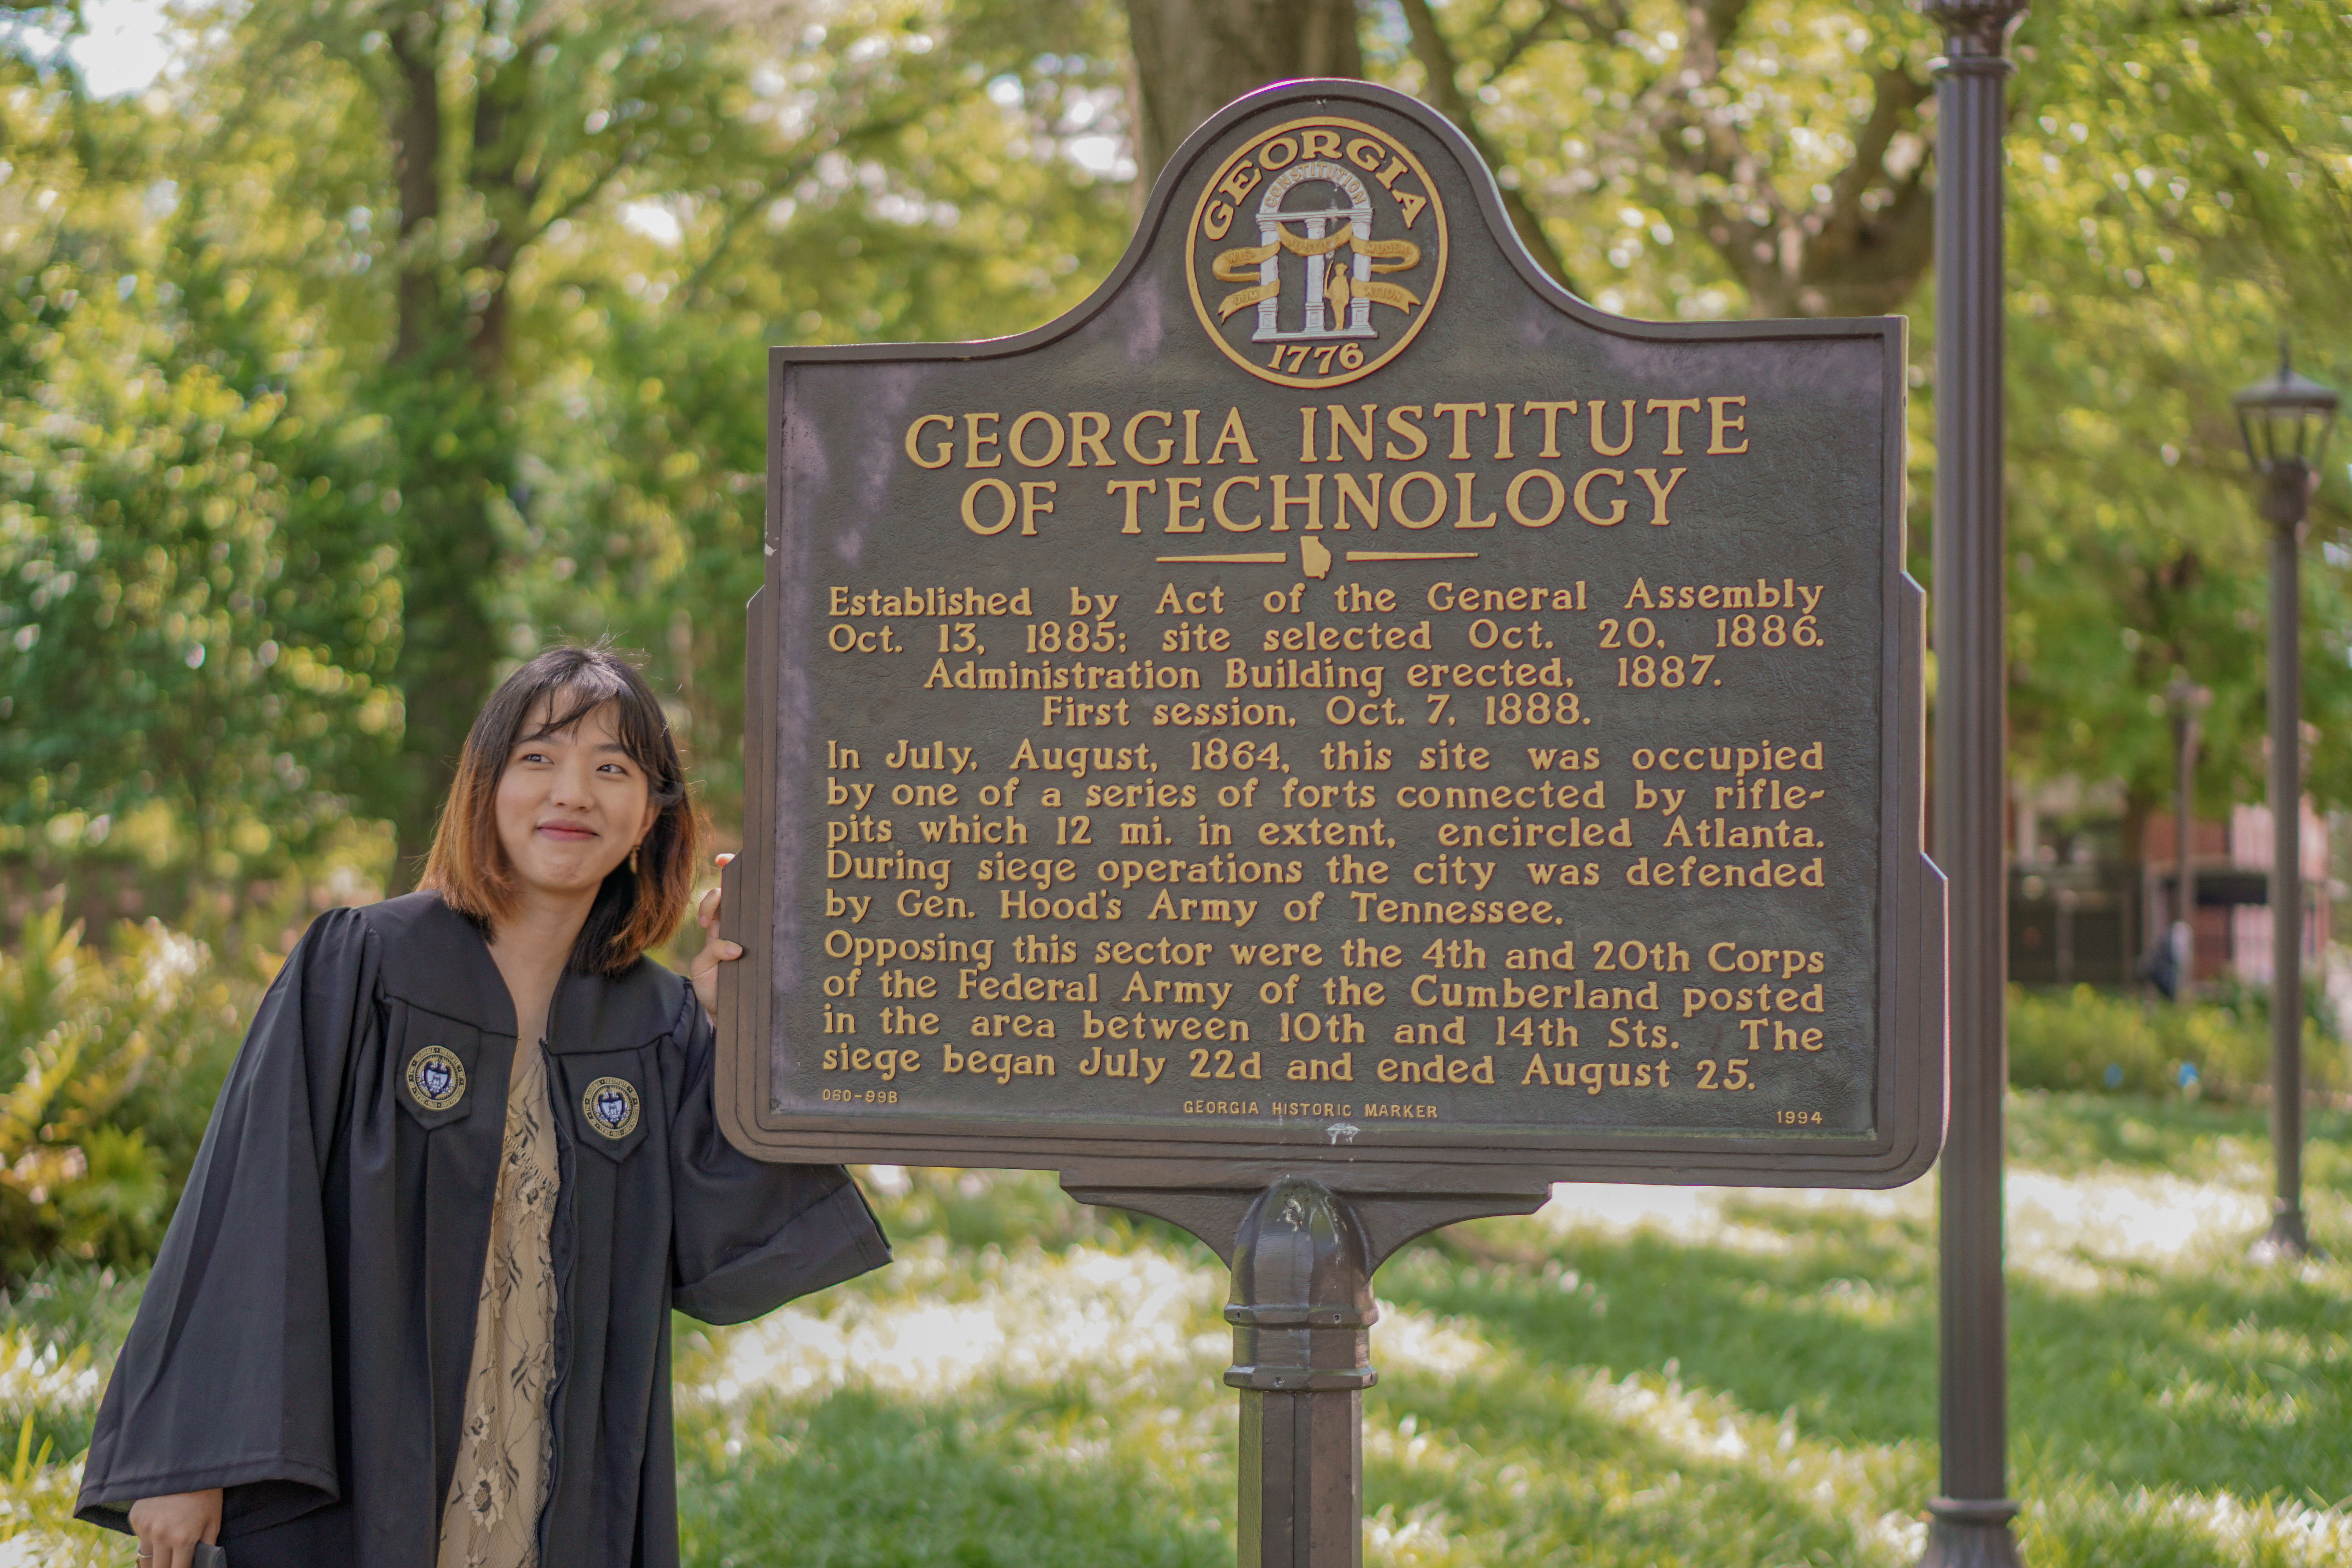 GEORGIA
CONSTITUTION
WISDOM JUSTICE MODERATION
1776
GEORGIA INSTITUTE
OF TECHNOLOGY
Established by Act of the General Assembly
Oct. 13, 1885; site selected Oct. 20, 1886.
Administration Building erected, 1887.
First session, Oct. 7, 1888.
In July, August, 1864, this site was occupied
by one of a series of forts connected by rifle-
pits which 12 mi. in extent, encircled Atlanta.
During siege operations the city was defended
by Gen. Hood's Army of Tennessee.
Opposing this sector were the 4th and 20th Corps
of the Federal Army of the Cumberland posted
in the area between 10th and 14th Sts. The
siege began July 22d and ended August 25.
060-99B GEORGIA HISTORIC MARKER 1994